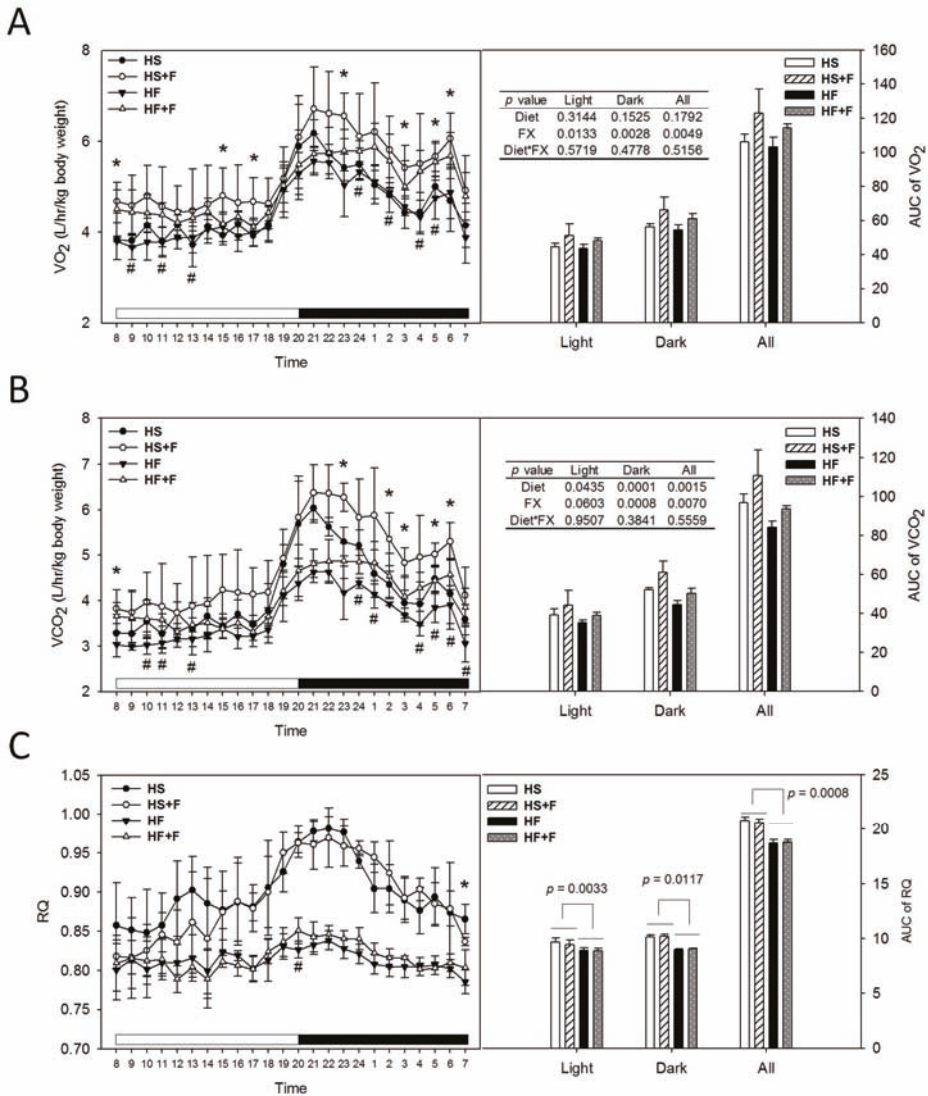 A
8
6
4
2
VO2 (L/hr/kg body weight)
HS
HS+F
HF
HF+F
* * * * * * *
# # # # # # #
8 9 10 11 12 13 14 15 16 17 18 19 20 21 22 23 24 1 2 3 4 5 6 7
Time
p value Light Dark All
Diet 0.3144 0.1525 0.1792
FX 0.0133 0.0028 0.0049
Diet*FX 0.5719 0.4778 0.5156
HS
HS+F
HF
HF+F
160
140
120
100
80
60
40
20
0
AUC of VO2
Light Dark All
B
8
7
6
5
4
3
2
VCO2 (L/hr/kg body weight)
HS
HS+F
HF
HF+F
* * * * * *
# # # # # # # # #
8 9 10 11 12 13 14 15 16 17 18 19 20 21 22 23 24 1 2 3 4 5 6 7
Time
p value Light Dark All
Diet 0.0435 0.0001 0.0015
FX 0.0603 0.0008 0.0070
Diet*FX 0.9507 0.3841 0.5559
HS
HS+F
HF
HF+F
140
120
100
80
60
40
20
0
AUC of VCO2
Light Dark All
C
1.05
1.00
0.95
0.90
0.85
0.80
0.75
0.70
RQ
HS
HS+F
HF
HF+F
*
#
8 9 10 11 12 13 14 15 16 17 18 19 20 21 22 23 24 1 2 3 4 5 6 7
Time
HS
HS+F
HF
HF+F
p = 0.0008
p = 0.0033
p = 0.0117
25
20
15
10
5
0
AUC of RQ
Light Dark All